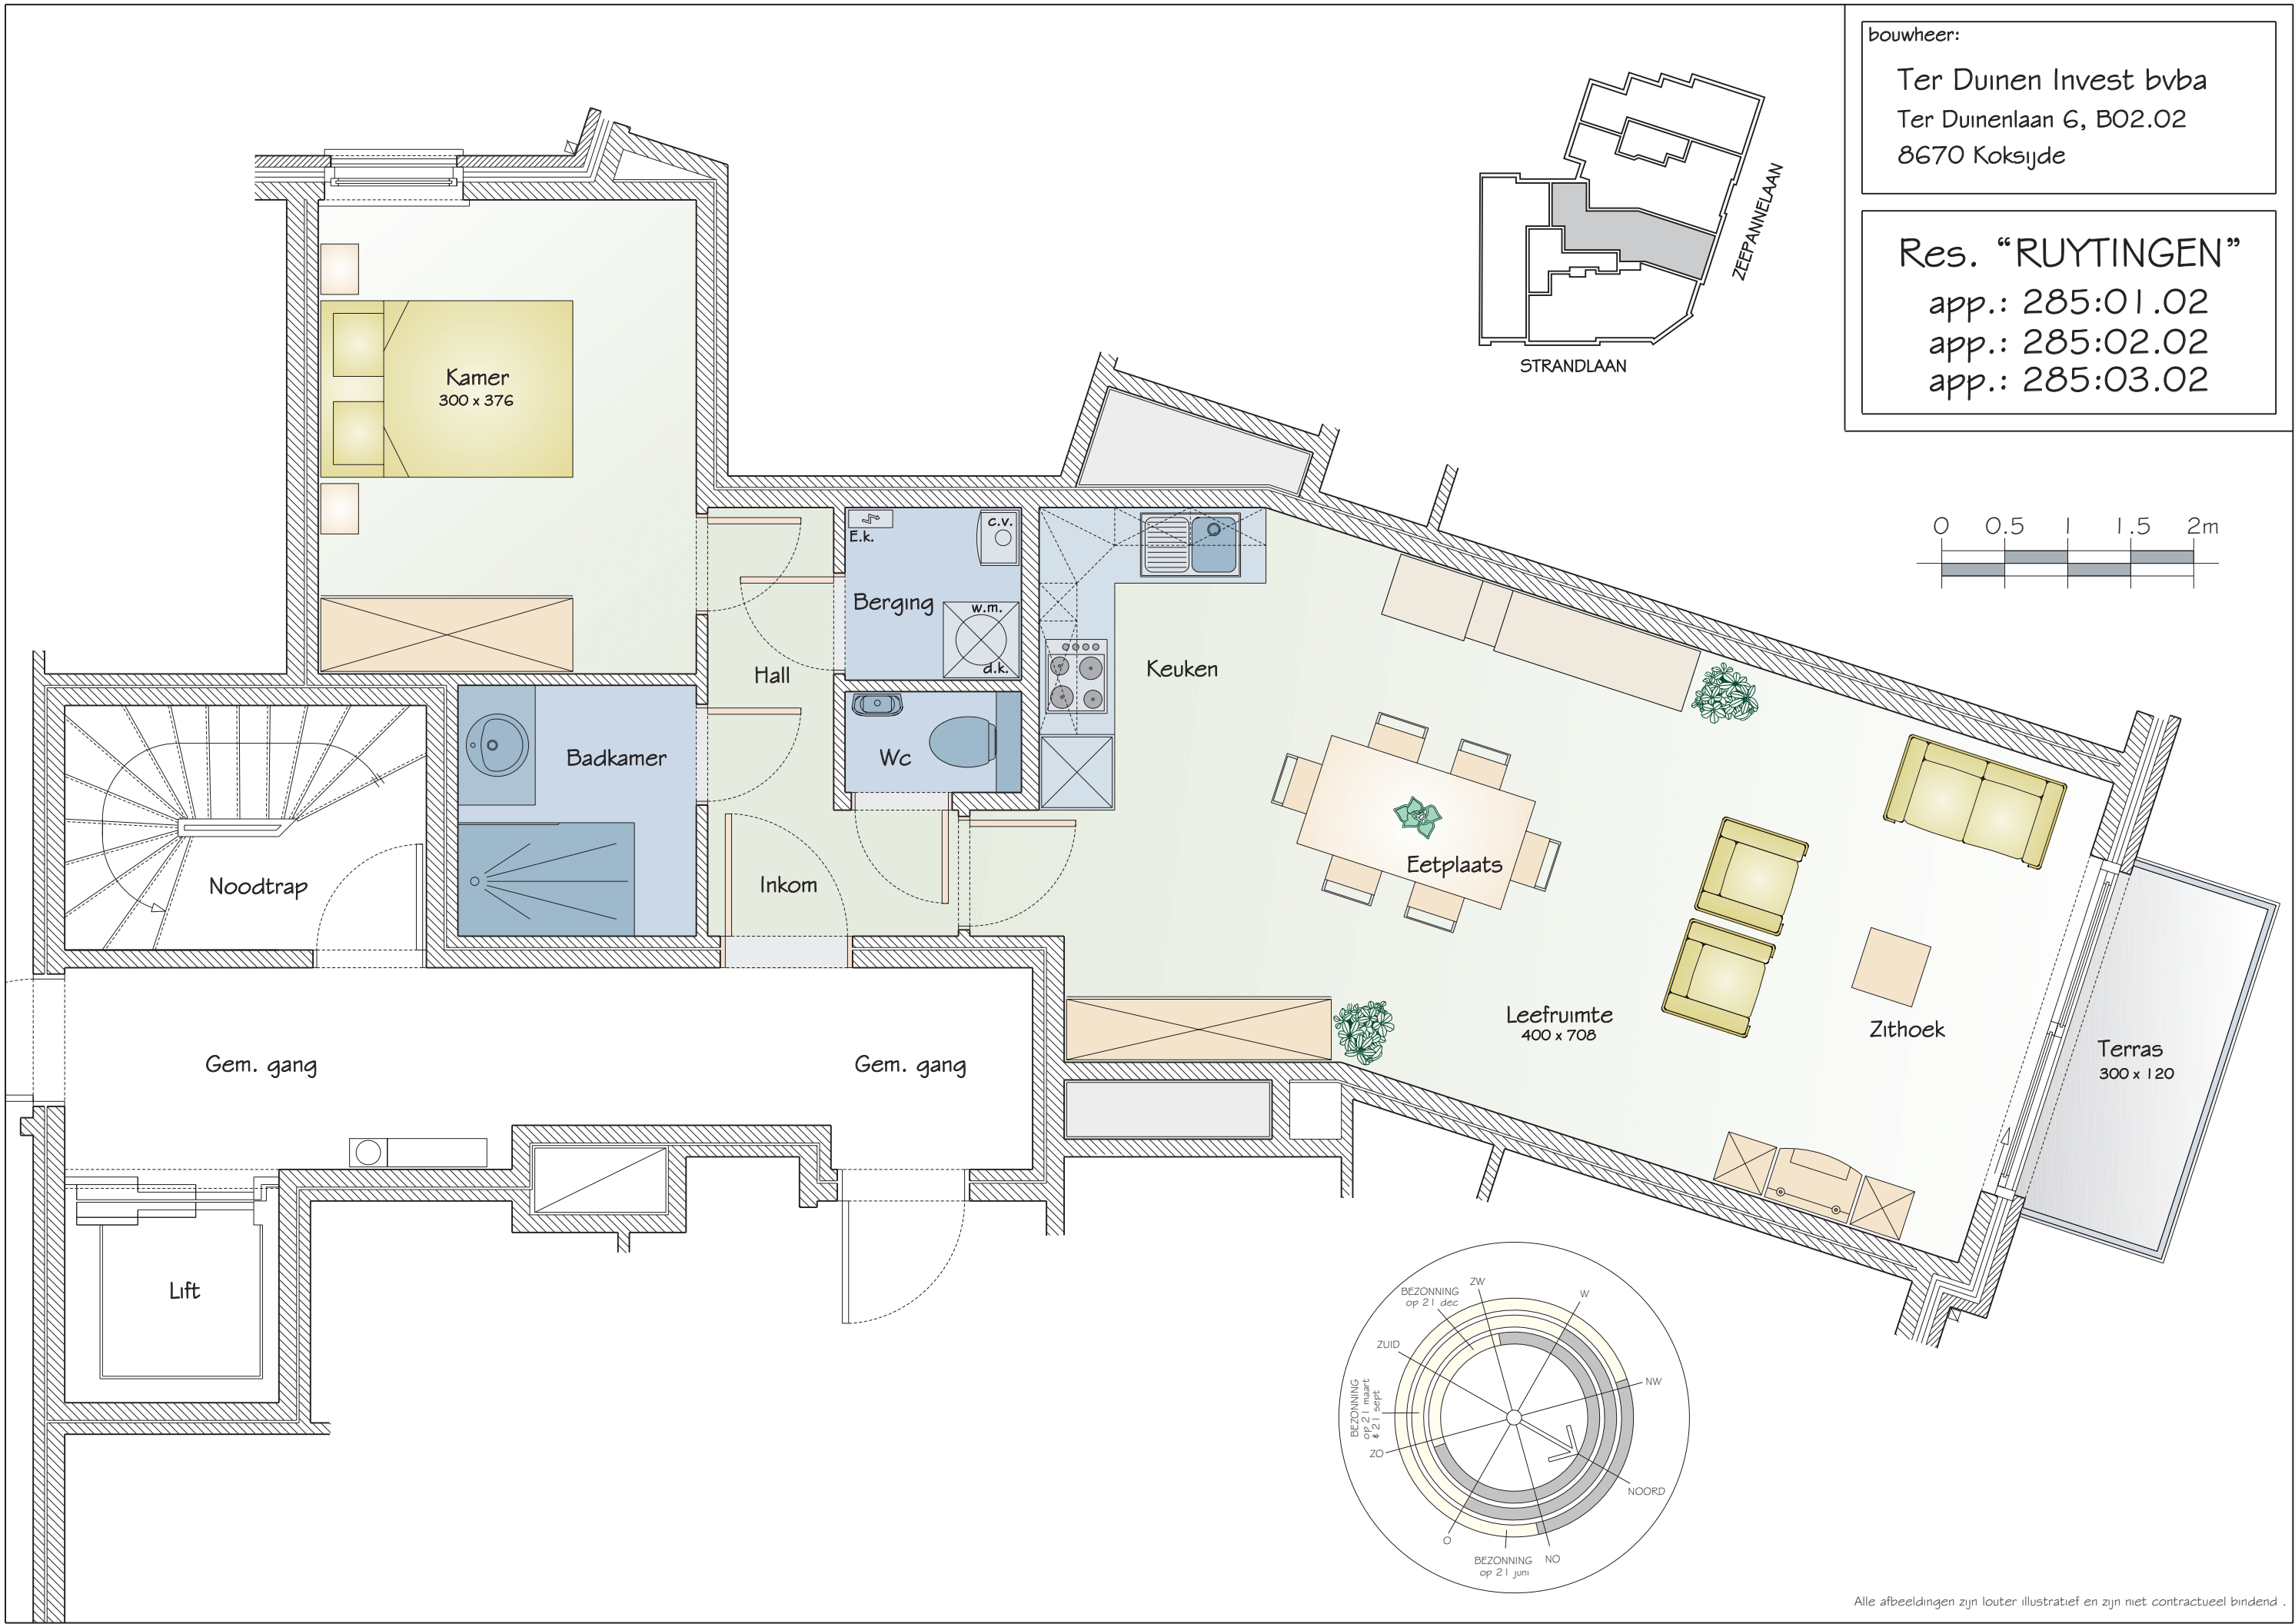 bouwheer:
Ter Duinen Invest bvba
Ter Duinenlaan 6, B02.02
8670 Koksijde
Res. “RUYTINGEN”
app.: 285:01.02
app.: 285:02.02
app.: 285:03.02
ZEEPANNELAAN
STRANDLAAN
0 0.5 1 1.5 2m
Kamer
300 x 376
E.k.
c.v.
Berging
w.m.
d.k.
Hall
Keuken
Badkamer
Wc
Noodtrap
Inkom
Eetplaats
Leefruimte
400 x 708
Zithoek
Terras
300 x 120
Gem. gang
Gem. gang
Lift
ZW
W
BEZONNING
op 21 dec
ZUID
NW
BEZONNING
op 21 maart
& 21 sept
ZO
NOORD
O
NO
BEZONNING
op 21 juni
Alle afbeeldingen zijn louter illustratief en zijn niet contractueel bindend .